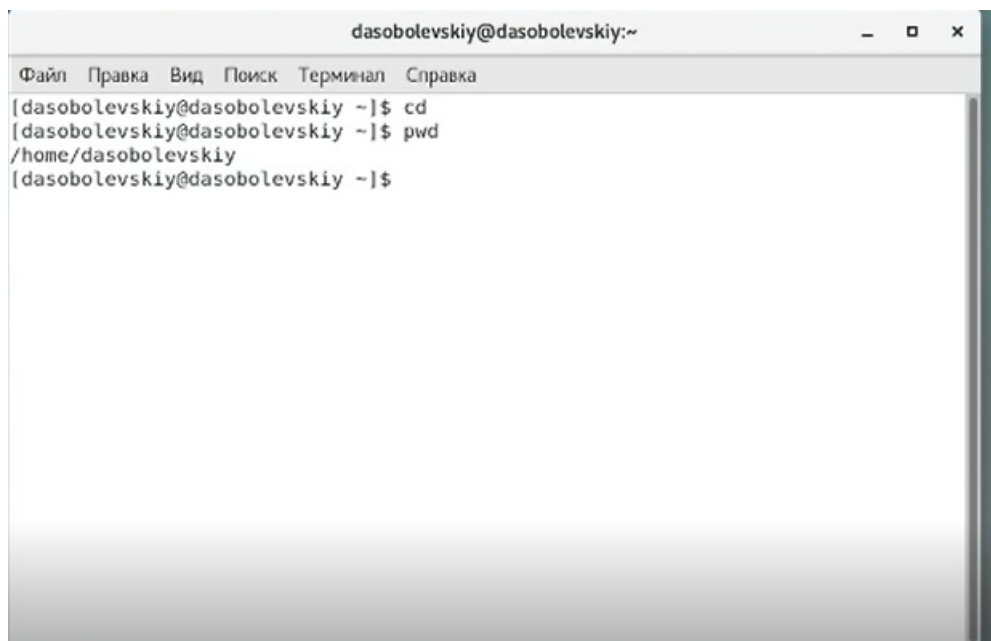 dasobolevskiy@dasobolevskiy:~
Файл Правка Вид Поиск Терминал Справка
[dasobolevskiy@dasobolevskiy ~]$ cd
[dasobolevskiy@dasobolevskiy ~]$ pwd
/home/dasobolevskiy
[dasobolevskiy@dasobolevskiy ~]$